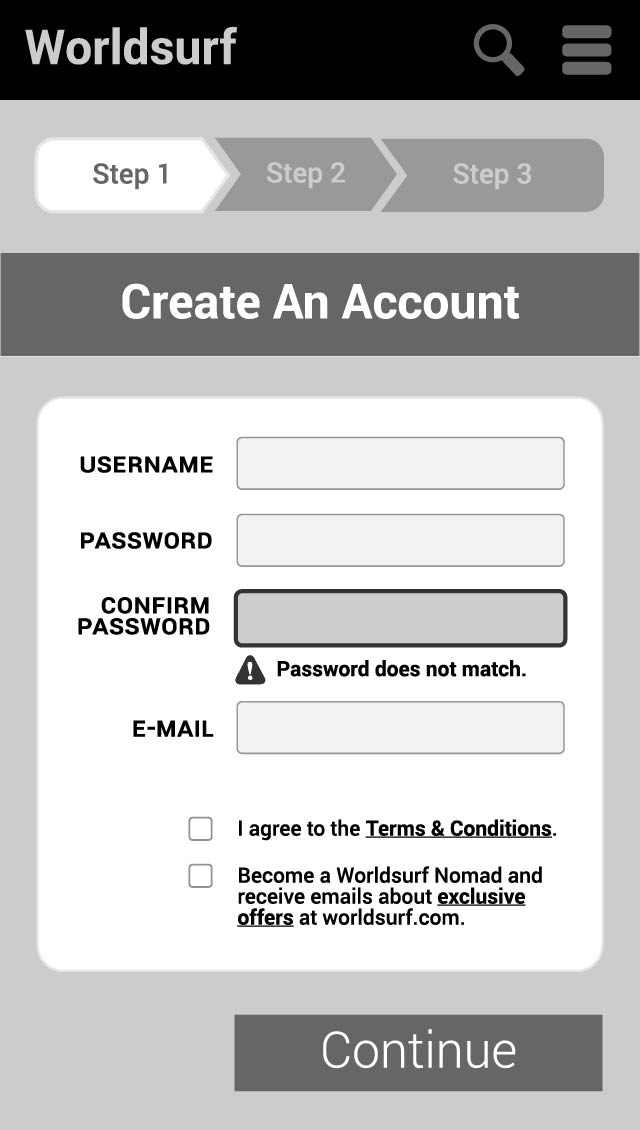 Worldsurf
Step 1
Step 2
Step 3
Create An Account
USERNAME
PASSWORD
CONFIRM
PASSWORD
Password does not match.
E-MAIL
I agree to the Terms & Conditions.
Become a Worldsurf Nomad and
receive emails about exclusive
offers at worldsurf.com.
Continue